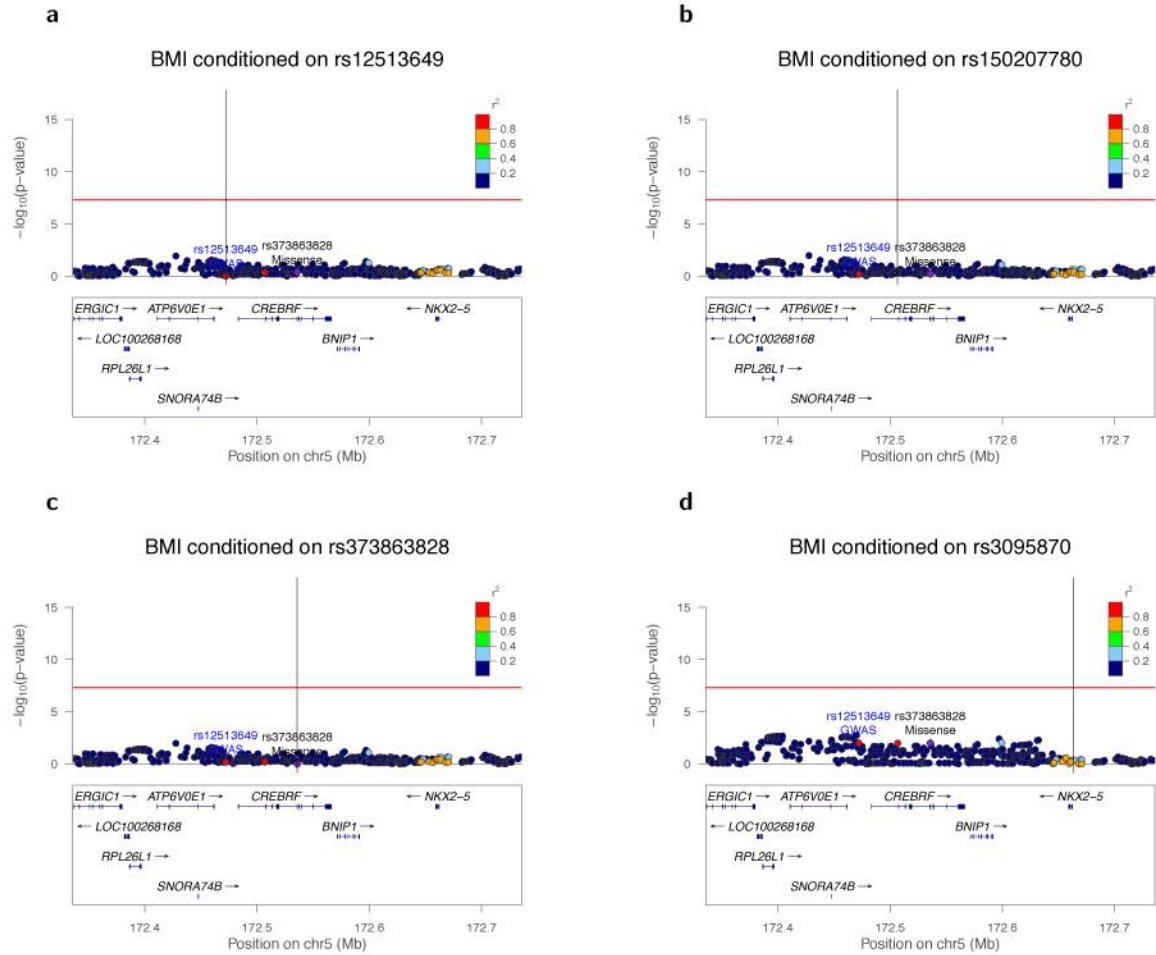 a
BMI conditioned on rs12513649
r²
15
10
5
0
0.8
0.6
0.4
0.2
−log10(p−value)
rs12513649
GWAS
rs373863828
Missense
ERGIC1 → ATP6V0E1 → CREBRF → ← NKX2−5
← LOC100268168 BNIP1 →
RPL26L1 →
SNORA74B →
172.4 172.5 172.6 172.7
Position on chr5 (Mb)
b
BMI conditioned on rs150207780
r²
15
10
5
0
0.8
0.6
0.4
0.2
−log10(p−value)
rs12513649
GWAS
rs373863828
Missense
ERGIC1 → ATP6V0E1 → CREBRF → ← NKX2−5
← LOC100268168 BNIP1 →
RPL26L1 →
SNORA74B →
172.4 172.5 172.6 172.7
Position on chr5 (Mb)
c
BMI conditioned on rs373863828
r²
15
10
5
0
0.8
0.6
0.4
0.2
−log10(p−value)
rs12513649
GWAS
rs373863828
Missense
ERGIC1 → ATP6V0E1 → CREBRF → ← NKX2−5
← LOC100268168 BNIP1 →
RPL26L1 →
SNORA74B →
172.4 172.5 172.6 172.7
Position on chr5 (Mb)
d
BMI conditioned on rs3095870
r²
15
10
5
0
0.8
0.6
0.4
0.2
−log10(p−value)
rs12513649
GWAS
rs373863828
Missense
ERGIC1 → ATP6V0E1 → CREBRF → ← NKX2−5
← LOC100268168 BNIP1 →
RPL26L1 →
SNORA74B →
172.4 172.5 172.6 172.7
Position on chr5 (Mb)